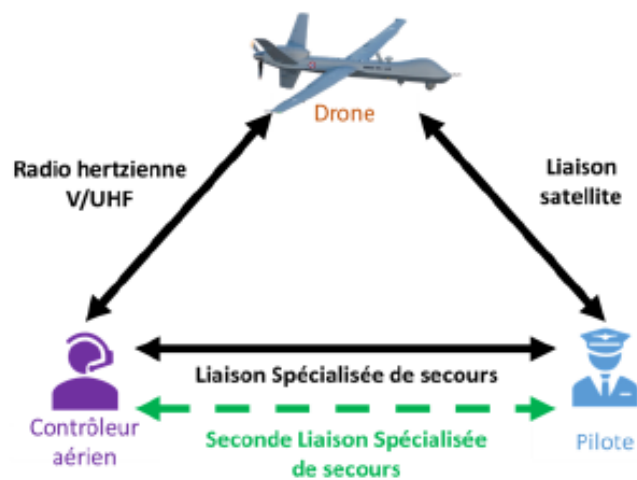 Drone
Radio hertzienne
V/UHF
Liaison
satellite
Liaison Spécialisée de secours
Contrôleur
aérien
Seconde Liaison Spécialisée
de secours
Pilote